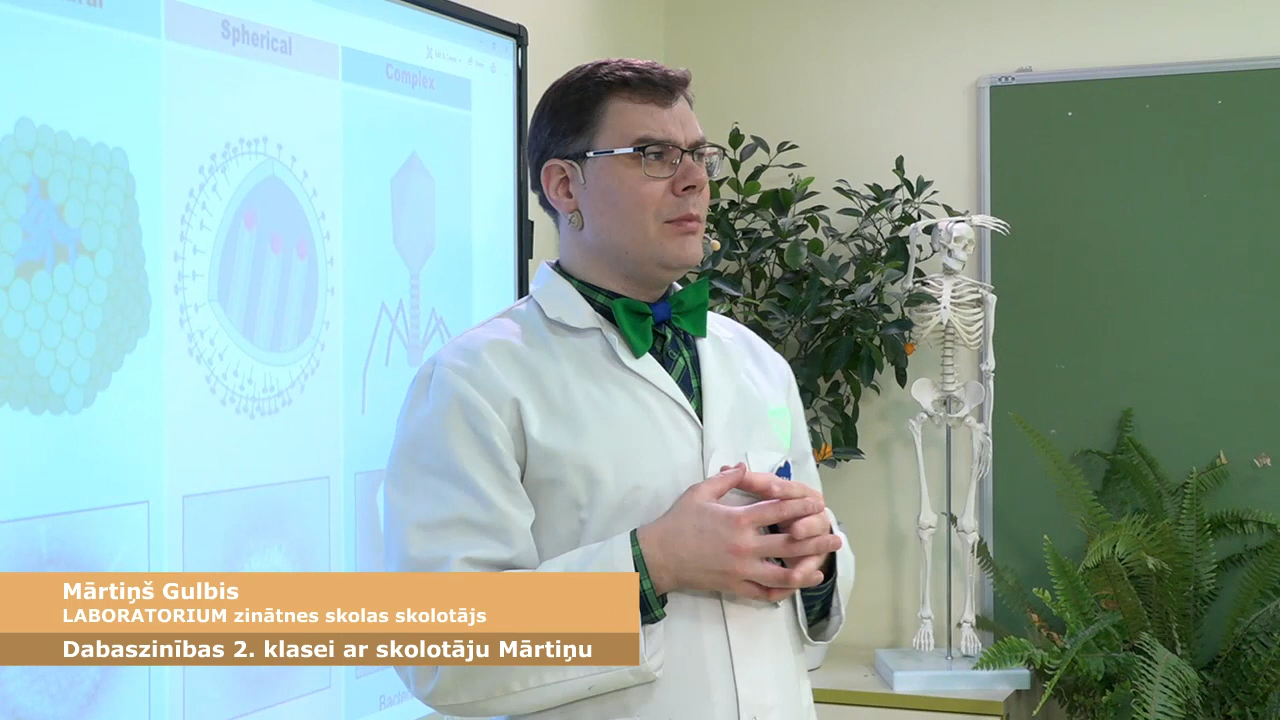 Spherical
Complex
Mārtiņš Gulbis
LABORATORIUM zinātnes skolas skolotājs
Dabaszinības 2. klasei ar skolotāju Mārtiņu